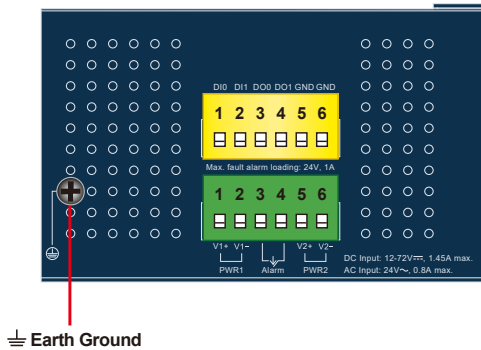 DI0 DI1 DO0 DO1 GND GND
1 2 3 4 5 6
Max. fault alarm loading: 24V, 1A
1 2 3 4 5 6
V1+ V1− V2+ V2−
PWR1 Alarm PWR2
DC Input: 12-72V⎓, 1.45A max.
AC Input: 24V~, 0.8A max.
Earth Ground